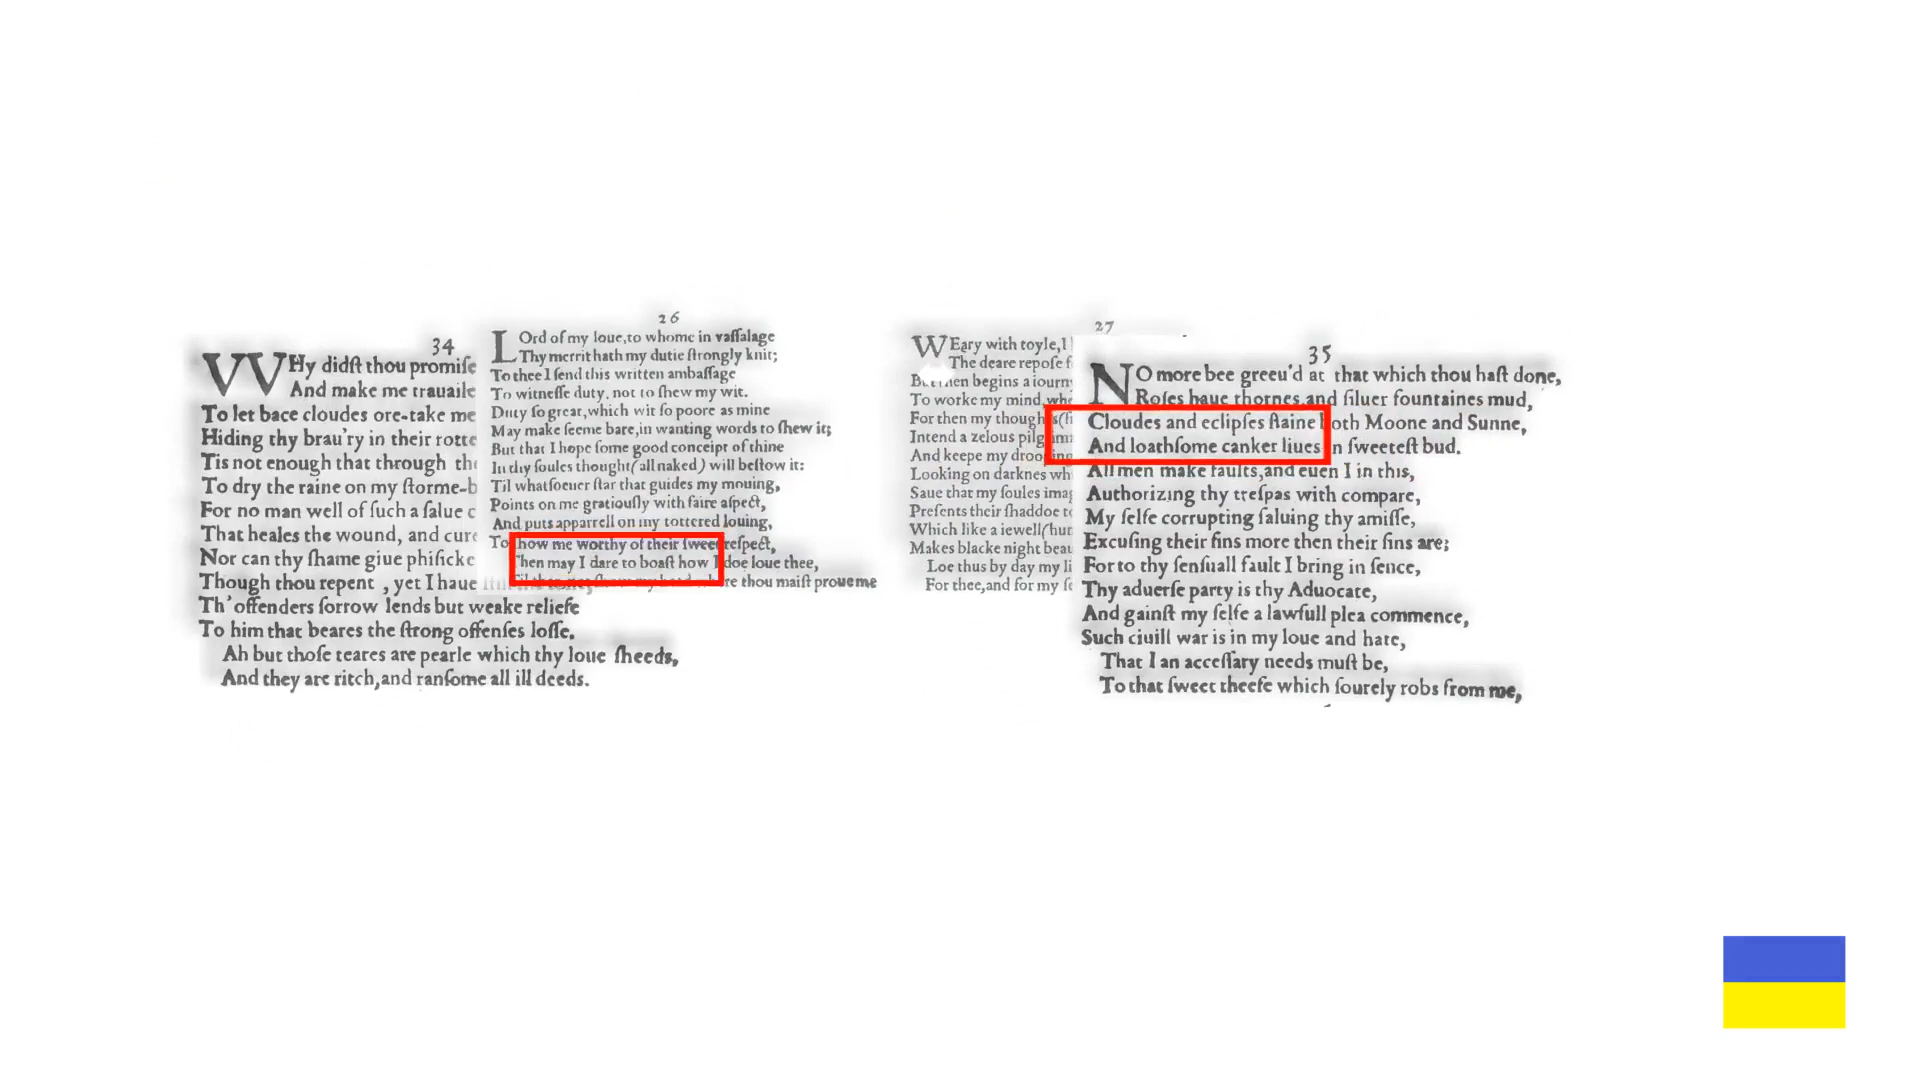 34
VVHy didſt thou promiſe
And make me trauaile
To let bace cloudes ore-take me
Hiding thy brau'ry in their rotte
Tis not enough that through the
To dry the raine on my ſtorme-b
For no man well of ſuch a ſalue c
That heales the wound, and cure
Nor can thy ſhame giue phiſicke
Though thou repent , yet I haue
Th'offenders ſorrow lends but weake reliefe
To him that beares the ſtrong offenſes loſſe.
Ah but thoſe teares are pearle which thy loue ſheeds,
And they are ritch,and ranſome all ill deeds.
26
LOrd of my loue,to whome in vaſſalage
Thy merrit hath my dutie ſtrongly knit;
To thee I ſend this written ambaſſage
To witneſſe duty, not to ſhew my wit.
Duty ſo great,which wit ſo poore as mine
May make ſeeme bare,in wanting words to ſhew it;
But that I hope ſome good conceipt of thine
In thy ſoules thought(all naked) will beſtow it:
Til whatſoeuer ſtar that guides my mouing,
Points on me gratiouſly with faire aſpect,
And puts apparrell on my tottered louing,
To ſhow me worthy of their ſweet reſpect,
Then may I dare to boaſt how I doe loue thee,
thou maiſt proue me
27
WEary with toyle,I
The deare repoſe f
But then begins a iourn
To worke my mind,whe
For then my though
Intend a zelous pilg
And keepe my droo
Looking on darknes wh
Saue that my ſoules imag
Preſents their ſhaddoe to
Which like a iewell(hun
Makes blacke night beau
Loe thus by day my li
For thee,and for my ſe
35
NO more bee greeu'd at that which thou haſt done,
Roſes haue thornes,and ſiluer fountaines mud,
Cloudes and eclipſes ſtaine both Moone and Sunne,
And loathſome canker liues in ſweeteſt bud.
All men make faults,and euen I in this,
Authorizing thy treſpas with compare,
My ſelfe corrupting ſaluing thy amiſſe,
Excuſing their ſins more then their ſins are;
For to thy ſenſuall fault I bring in ſence,
Thy aduerſe party is thy Aduocate,
And gainſt my ſelfe a lawfull plea commence,
Such ciuill war is in my loue and hate,
That I an acceſſary needs muſt be,
To that ſweet theefe which ſourely robs from me,